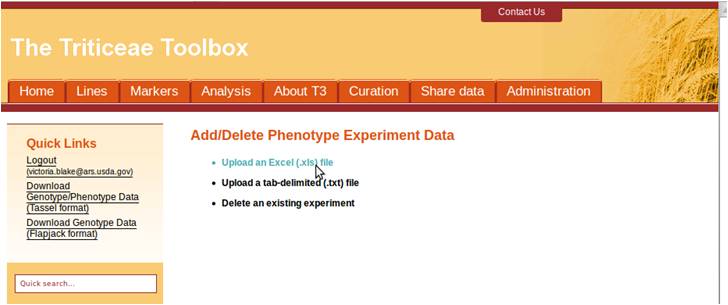 Contact Us
The Triticeae Toolbox
Home Lines Markers Analysis About T3 Curation Share data Administration
Quick Links
Logout
(victoria.blake@ars.usda.gov)
Download
Genotype/Phenotype Data
(Tassel format)
Download Genotype Data
(Flapjack format)
Quick search...
Add/Delete Phenotype Experiment Data
Upload an Excel (.xls) file
Upload a tab-delimited (.txt) file
Delete an existing experiment